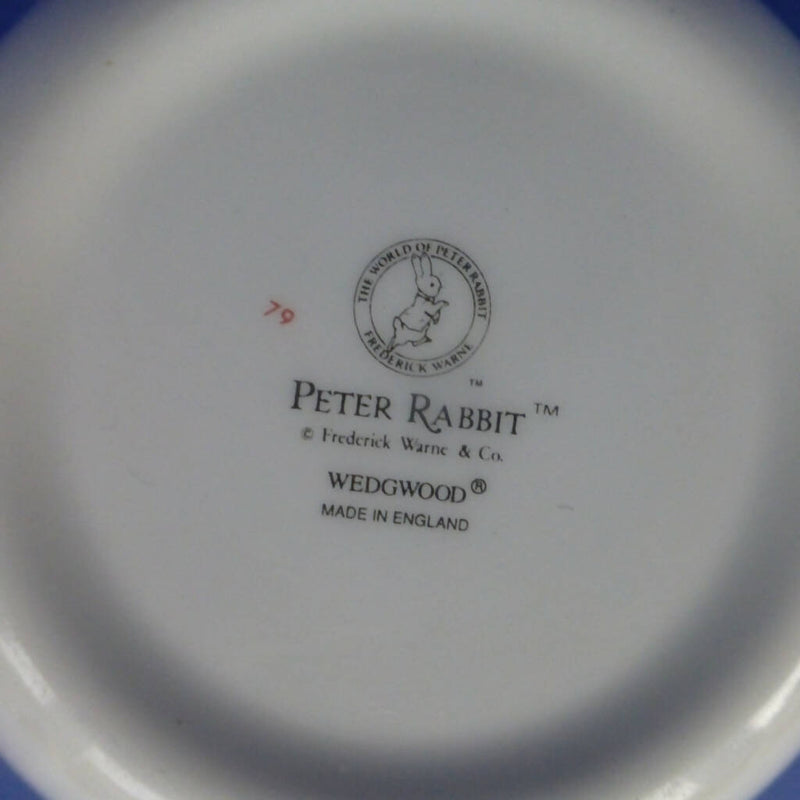 THE WORLD OF PETER RABBIT
FREDERICK WARNE
™
79
PETER RABBIT ™
© Frederick Warne & Co.
WEDGWOOD®
MADE IN ENGLAND